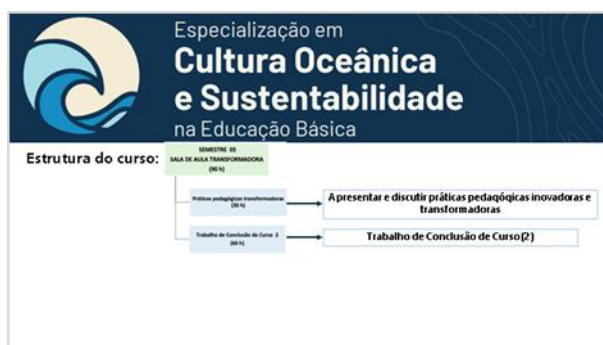 Especialização em
Cultura Oceânica
e Sustentabilidade
na Educação Básica
Estrutura do curso:
SEMESTRE 03
SALA DE AULA TRANSFORMADORA
(90 h)
Práticas pedagógicas transformadoras
(30 h)
Apresentar e discutir práticas pedagógicas inovadoras e
transformadoras
Trabalho de Conclusão de Curso 2
(60 h)
Trabalho de Conclusão de Curso (2)